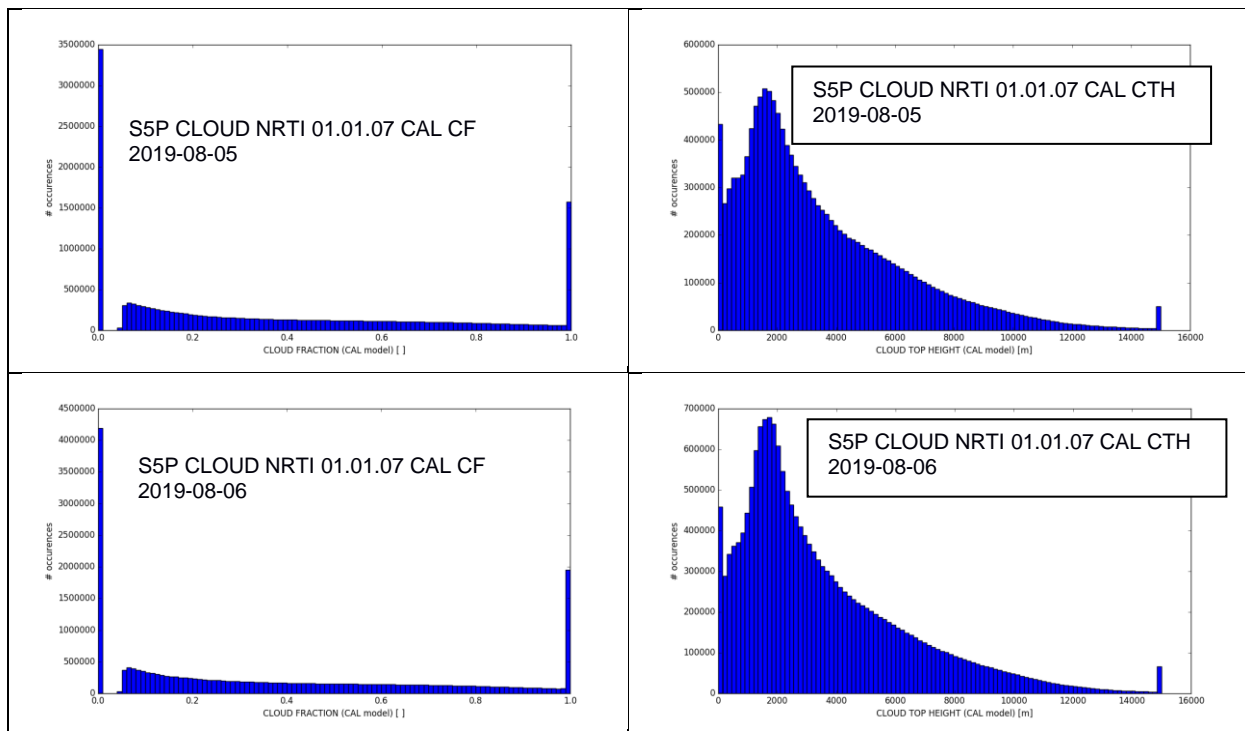 3500000
3000000
2500000
2000000
1500000
1000000
500000
0
# occurences
S5P CLOUD NRTI 01.01.07 CAL CF
2019-08-05
0.0 0.2 0.4 0.6 0.8 1.0
CLOUD FRACTION (CAL model) [ ]
600000
500000
400000
300000
200000
100000
0
# occurences
S5P CLOUD NRTI 01.01.07 CAL CTH
2019-08-05
0 2000 4000 6000 8000 10000 12000 14000 16000
CLOUD TOP HEIGHT (CAL model) [m]
4500000
4000000
3500000
3000000
2500000
2000000
1500000
1000000
500000
0
# occurences
S5P CLOUD NRTI 01.01.07 CAL CF
2019-08-06
0.0 0.2 0.4 0.6 0.8 1.0
CLOUD FRACTION (CAL model) [ ]
700000
600000
500000
400000
300000
200000
100000
0
# occurences
S5P CLOUD NRTI 01.01.07 CAL CTH
2019-08-06
0 2000 4000 6000 8000 10000 12000 14000 16000
CLOUD TOP HEIGHT (CAL model) [m]